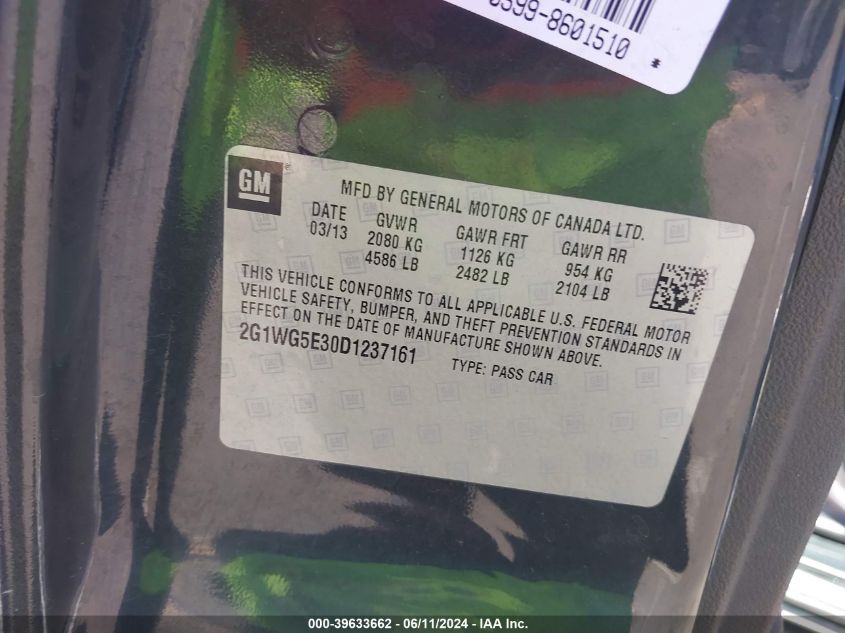 0399-8601510 *
GM
MFD BY GENERAL MOTORS OF CANADA LTD.
DATE GVWR GAWR FRT GAWR RR
03/13 2080 KG 1126 KG 954 KG
4586 LB 2482 LB 2104 LB
THIS VEHICLE CONFORMS TO ALL APPLICABLE U.S. FEDERAL MOTOR
VEHICLE SAFETY, BUMPER, AND THEFT PREVENTION STANDARDS IN
EFFECT ON THE DATE OF MANUFACTURE SHOWN ABOVE.
2G1WG5E30D1237161 TYPE: PASS CAR
000-39633662 - 06/11/2024 - IAA Inc.